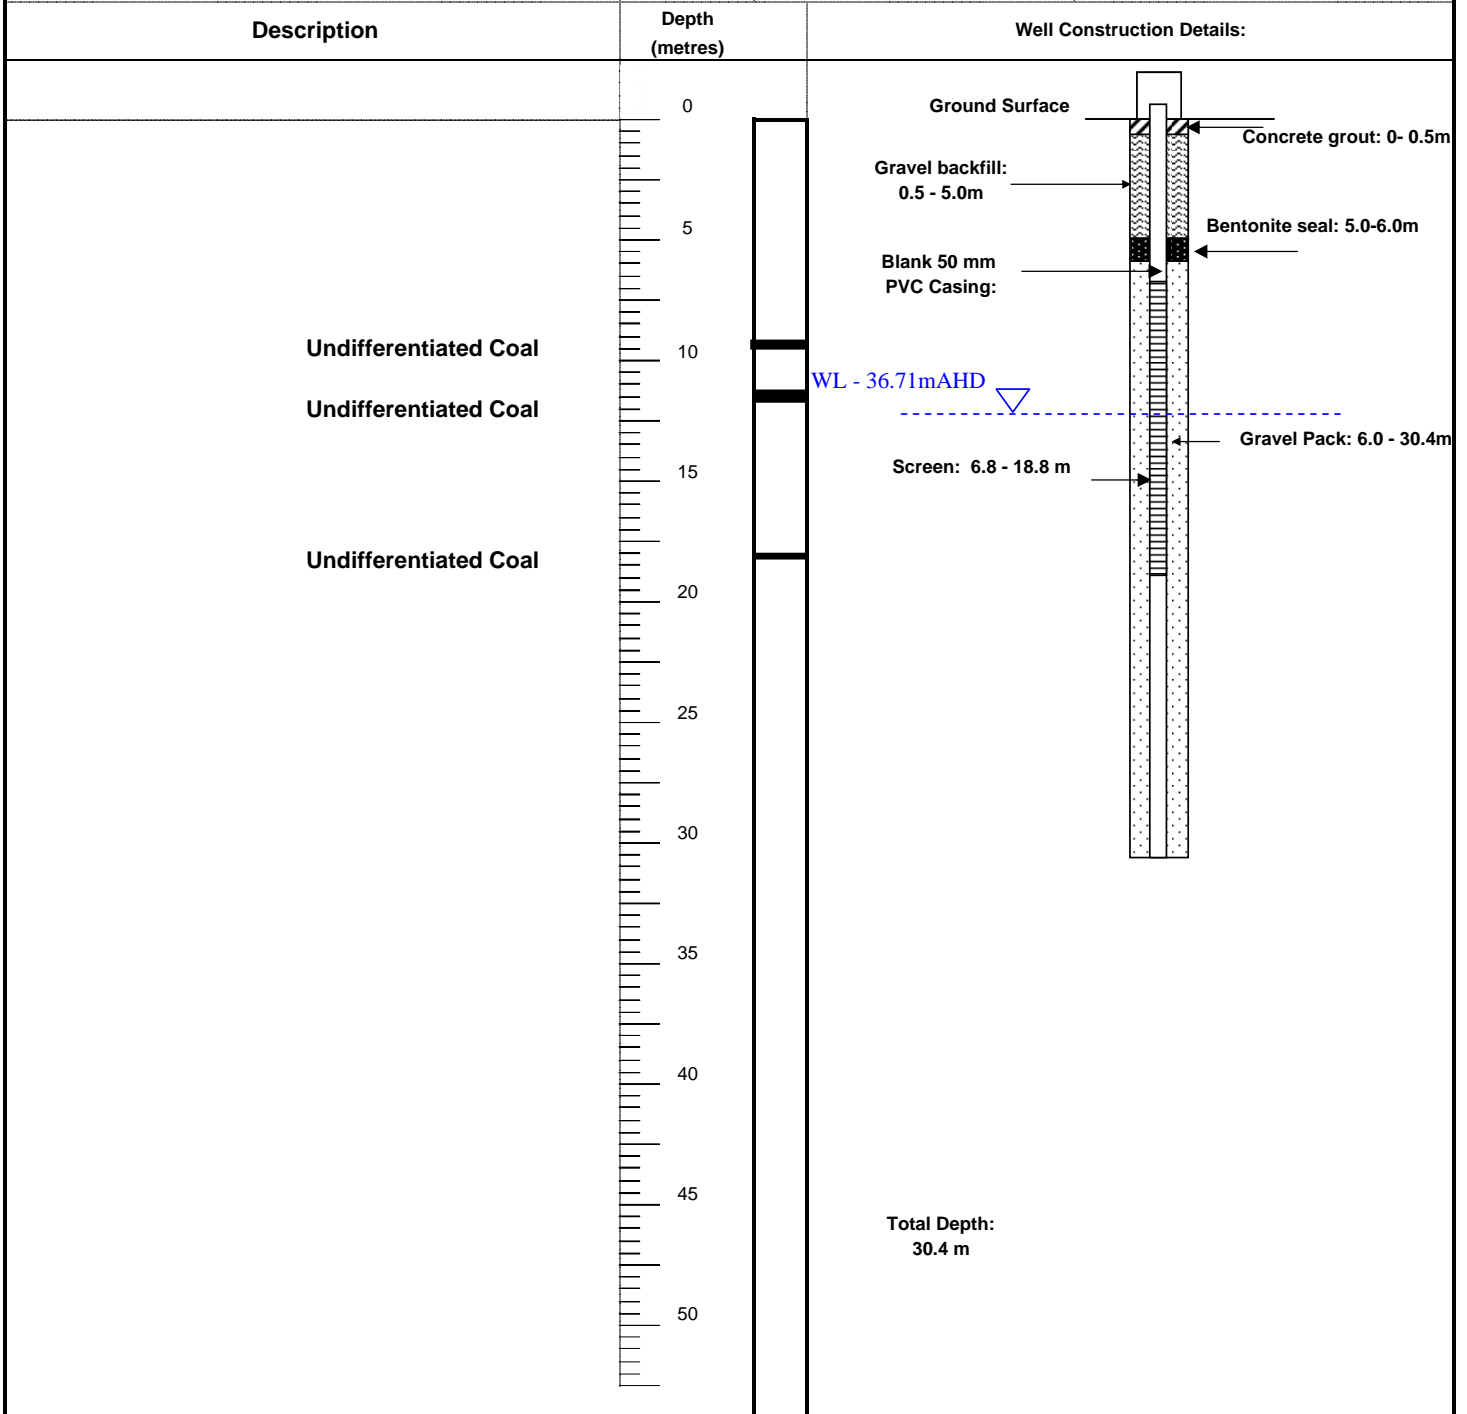 Description
Depth
(metres)
Well Construction Details:
0
Ground Surface
Concrete grout: 0- 0.5m
Gravel backfill:
0.5 - 5.0m
5
Bentonite seal: 5.0-6.0m
Blank 50 mm
PVC Casing:
Undifferentiated Coal
10
WL - 36.71mAHD
Undifferentiated Coal
Gravel Pack: 6.0 - 30.4m
15
Screen:  6.8 - 18.8 m
Undifferentiated Coal
20
25
30
35
40
45
Total Depth:
30.4 m
50